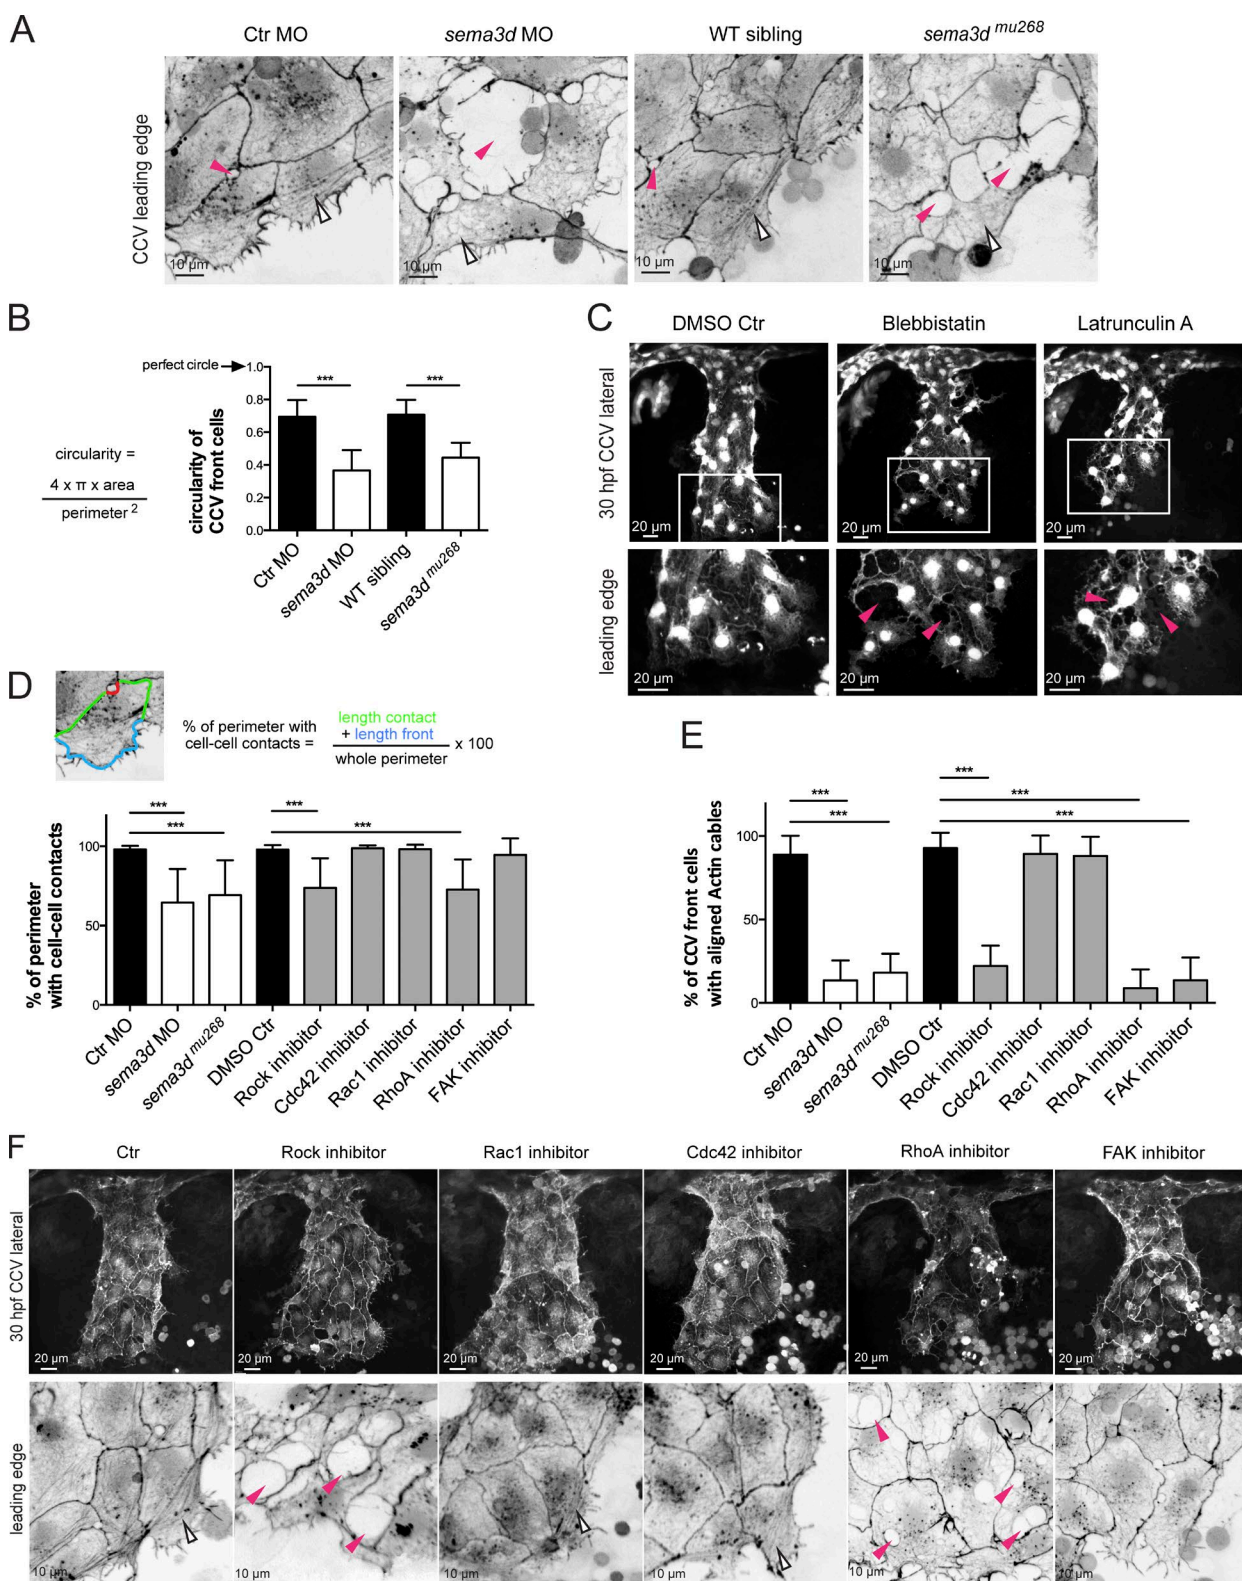 A
Ctr MO
sema3d MO
WT sibling
sema3d mu268
CCV leading edge
10 µm
10 µm
10 µm
10 µm
B
circularity =
4 x π x area
perimeter 2
perfect circle
circularity of
CCV front cells
1.0
0.8
0.6
0.4
0.2
0.0
***
***
Ctr MO
sema3d MO
WT sibling
sema3d mu268
C
DMSO Ctr
Blebbistatin
Latrunculin A
30 hpf CCV lateral
20 µm
20 µm
20 µm
leading edge
20 µm
20 µm
20 µm
D
% of perimeter with
cell-cell contacts =
length contact
+ length front
whole perimeter
x 100
% of perimeter
with cell-cell contacts
100
50
0
***
***
***
***
Ctr MO
sema3d MO
sema3d mu268
DMSO Ctr
Rock inhibitor
Cdc42 inhibitor
Rac1 inhibitor
RhoA inhibitor
FAK inhibitor
E
% of CCV front cells
with aligned Actin cables
100
50
0
***
***
***
***
***
Ctr MO
sema3d MO
sema3d mu268
DMSO Ctr
Rock inhibitor
Cdc42 inhibitor
Rac1 inhibitor
RhoA inhibitor
FAK inhibitor
F
Ctr
Rock inhibitor
Rac1 inhibitor
Cdc42 inhibitor
RhoA inhibitor
FAK inhibitor
30 hpf CCV lateral
20 µm
20 µm
20 µm
20 µm
20 µm
20 µm
leading edge
10 µm
10 µm
10 µm
10 µm
10 µm
10 µm